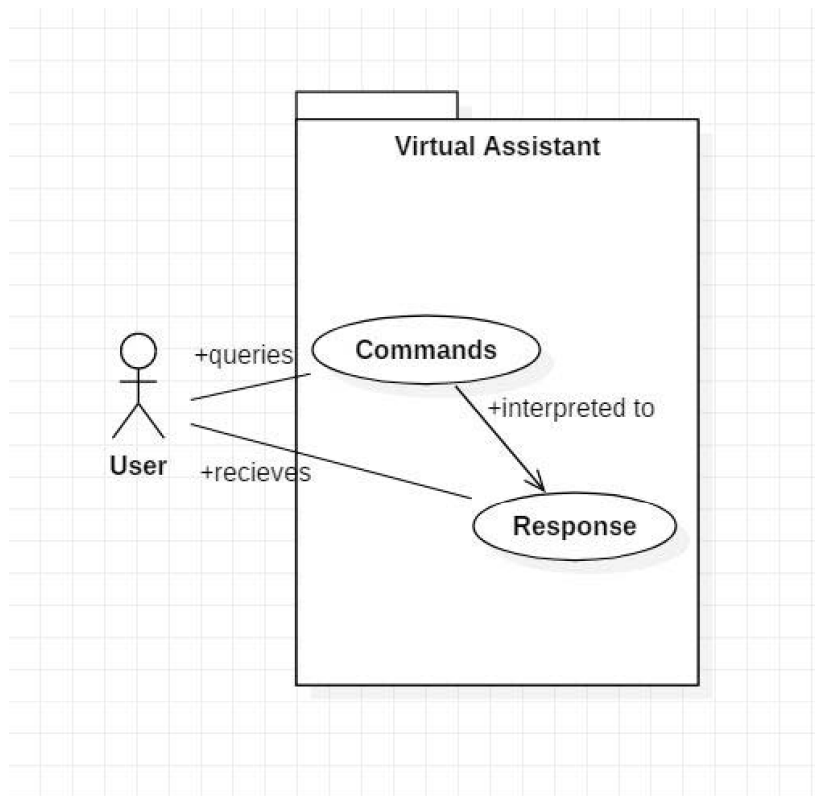 Virtual Assistant
+queries
Commands
+interpreted to
User
+recieves
Response